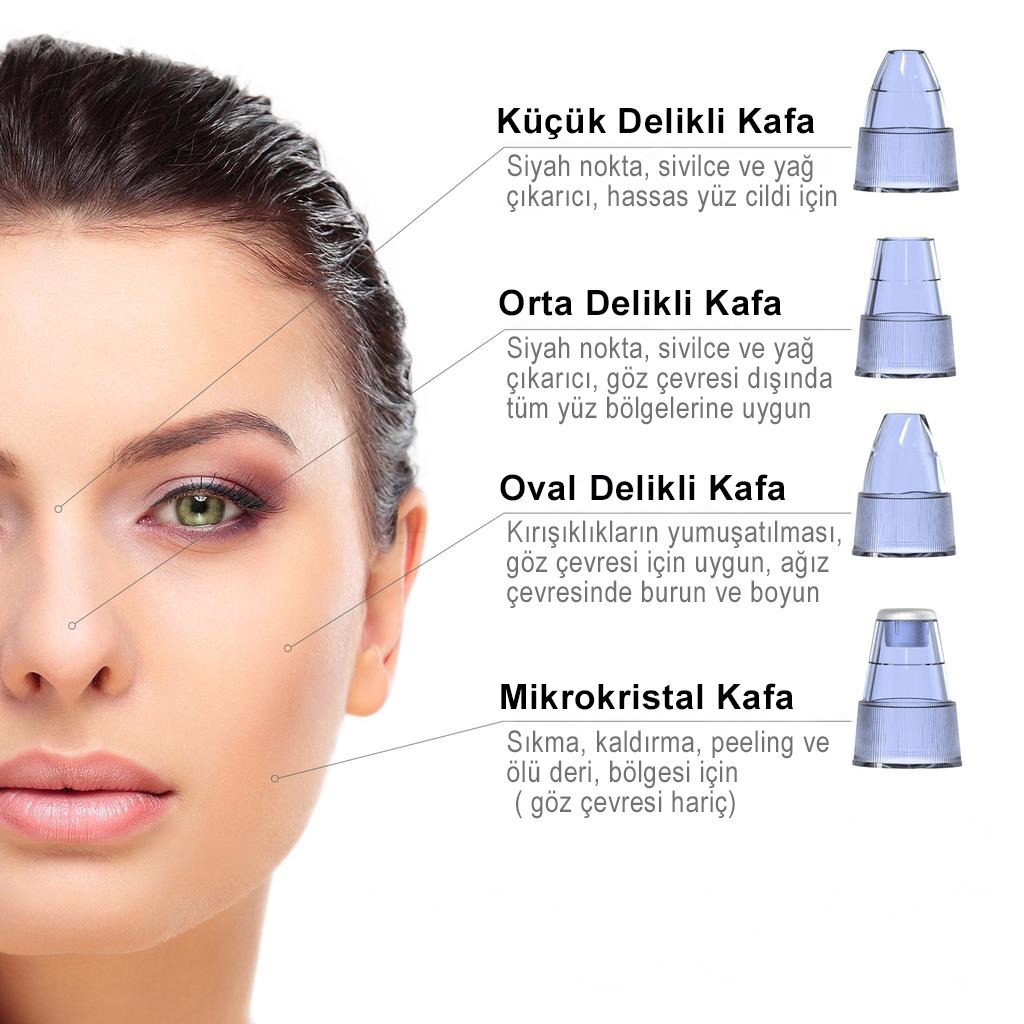 Küçük Delikli Kafa
Siyah nokta, sivilce ve yağ
çıkarıcı, hassas yüz cildi için
Orta Delikli Kafa
Siyah nokta, sivilce ve yağ
çıkarıcı, göz çevresi dışında
tüm yüz bölgelerine uygun
Oval Delikli Kafa
Kırışıklıkların yumuşatılması,
göz çevresi için uygun, ağız
çevresinde burun ve boyun
Mikrokristal Kafa
Sıkma, kaldırma, peeling ve
ölü deri, bölgesi için
( göz çevresi hariç)